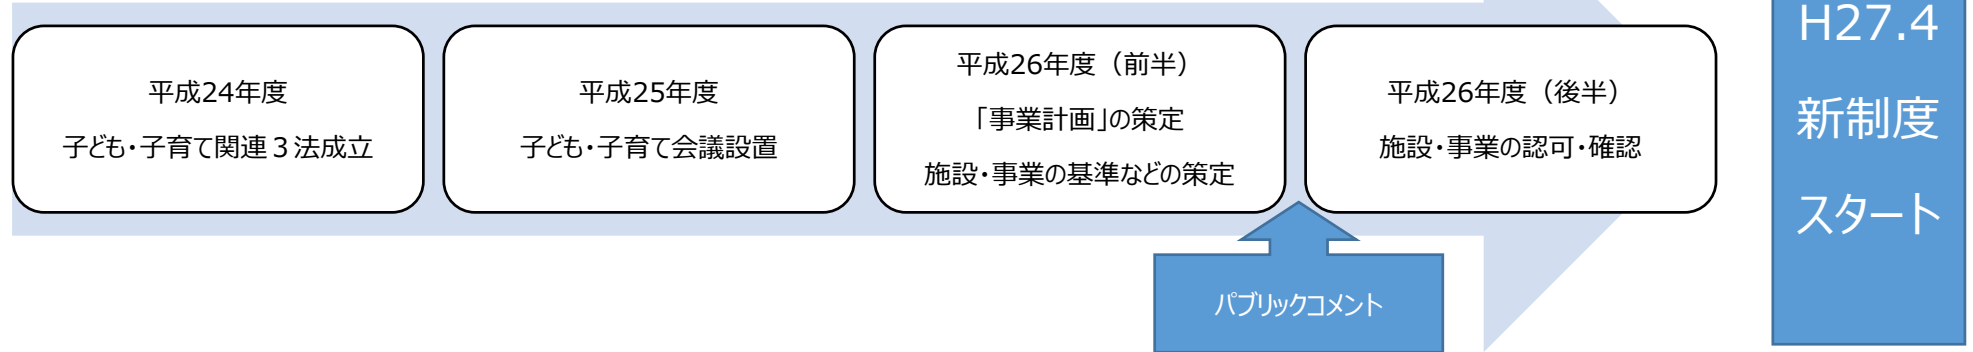 平成24年度
子ども・子育て関連３法成立
平成25年度
子ども・子育て会議設置
平成26年度（前半）
「事業計画」の策定
施設・事業の基準などの策定
平成26年度（後半）
施設・事業の認可・確認
パブリックコメント
H27.4
新制度
スタート